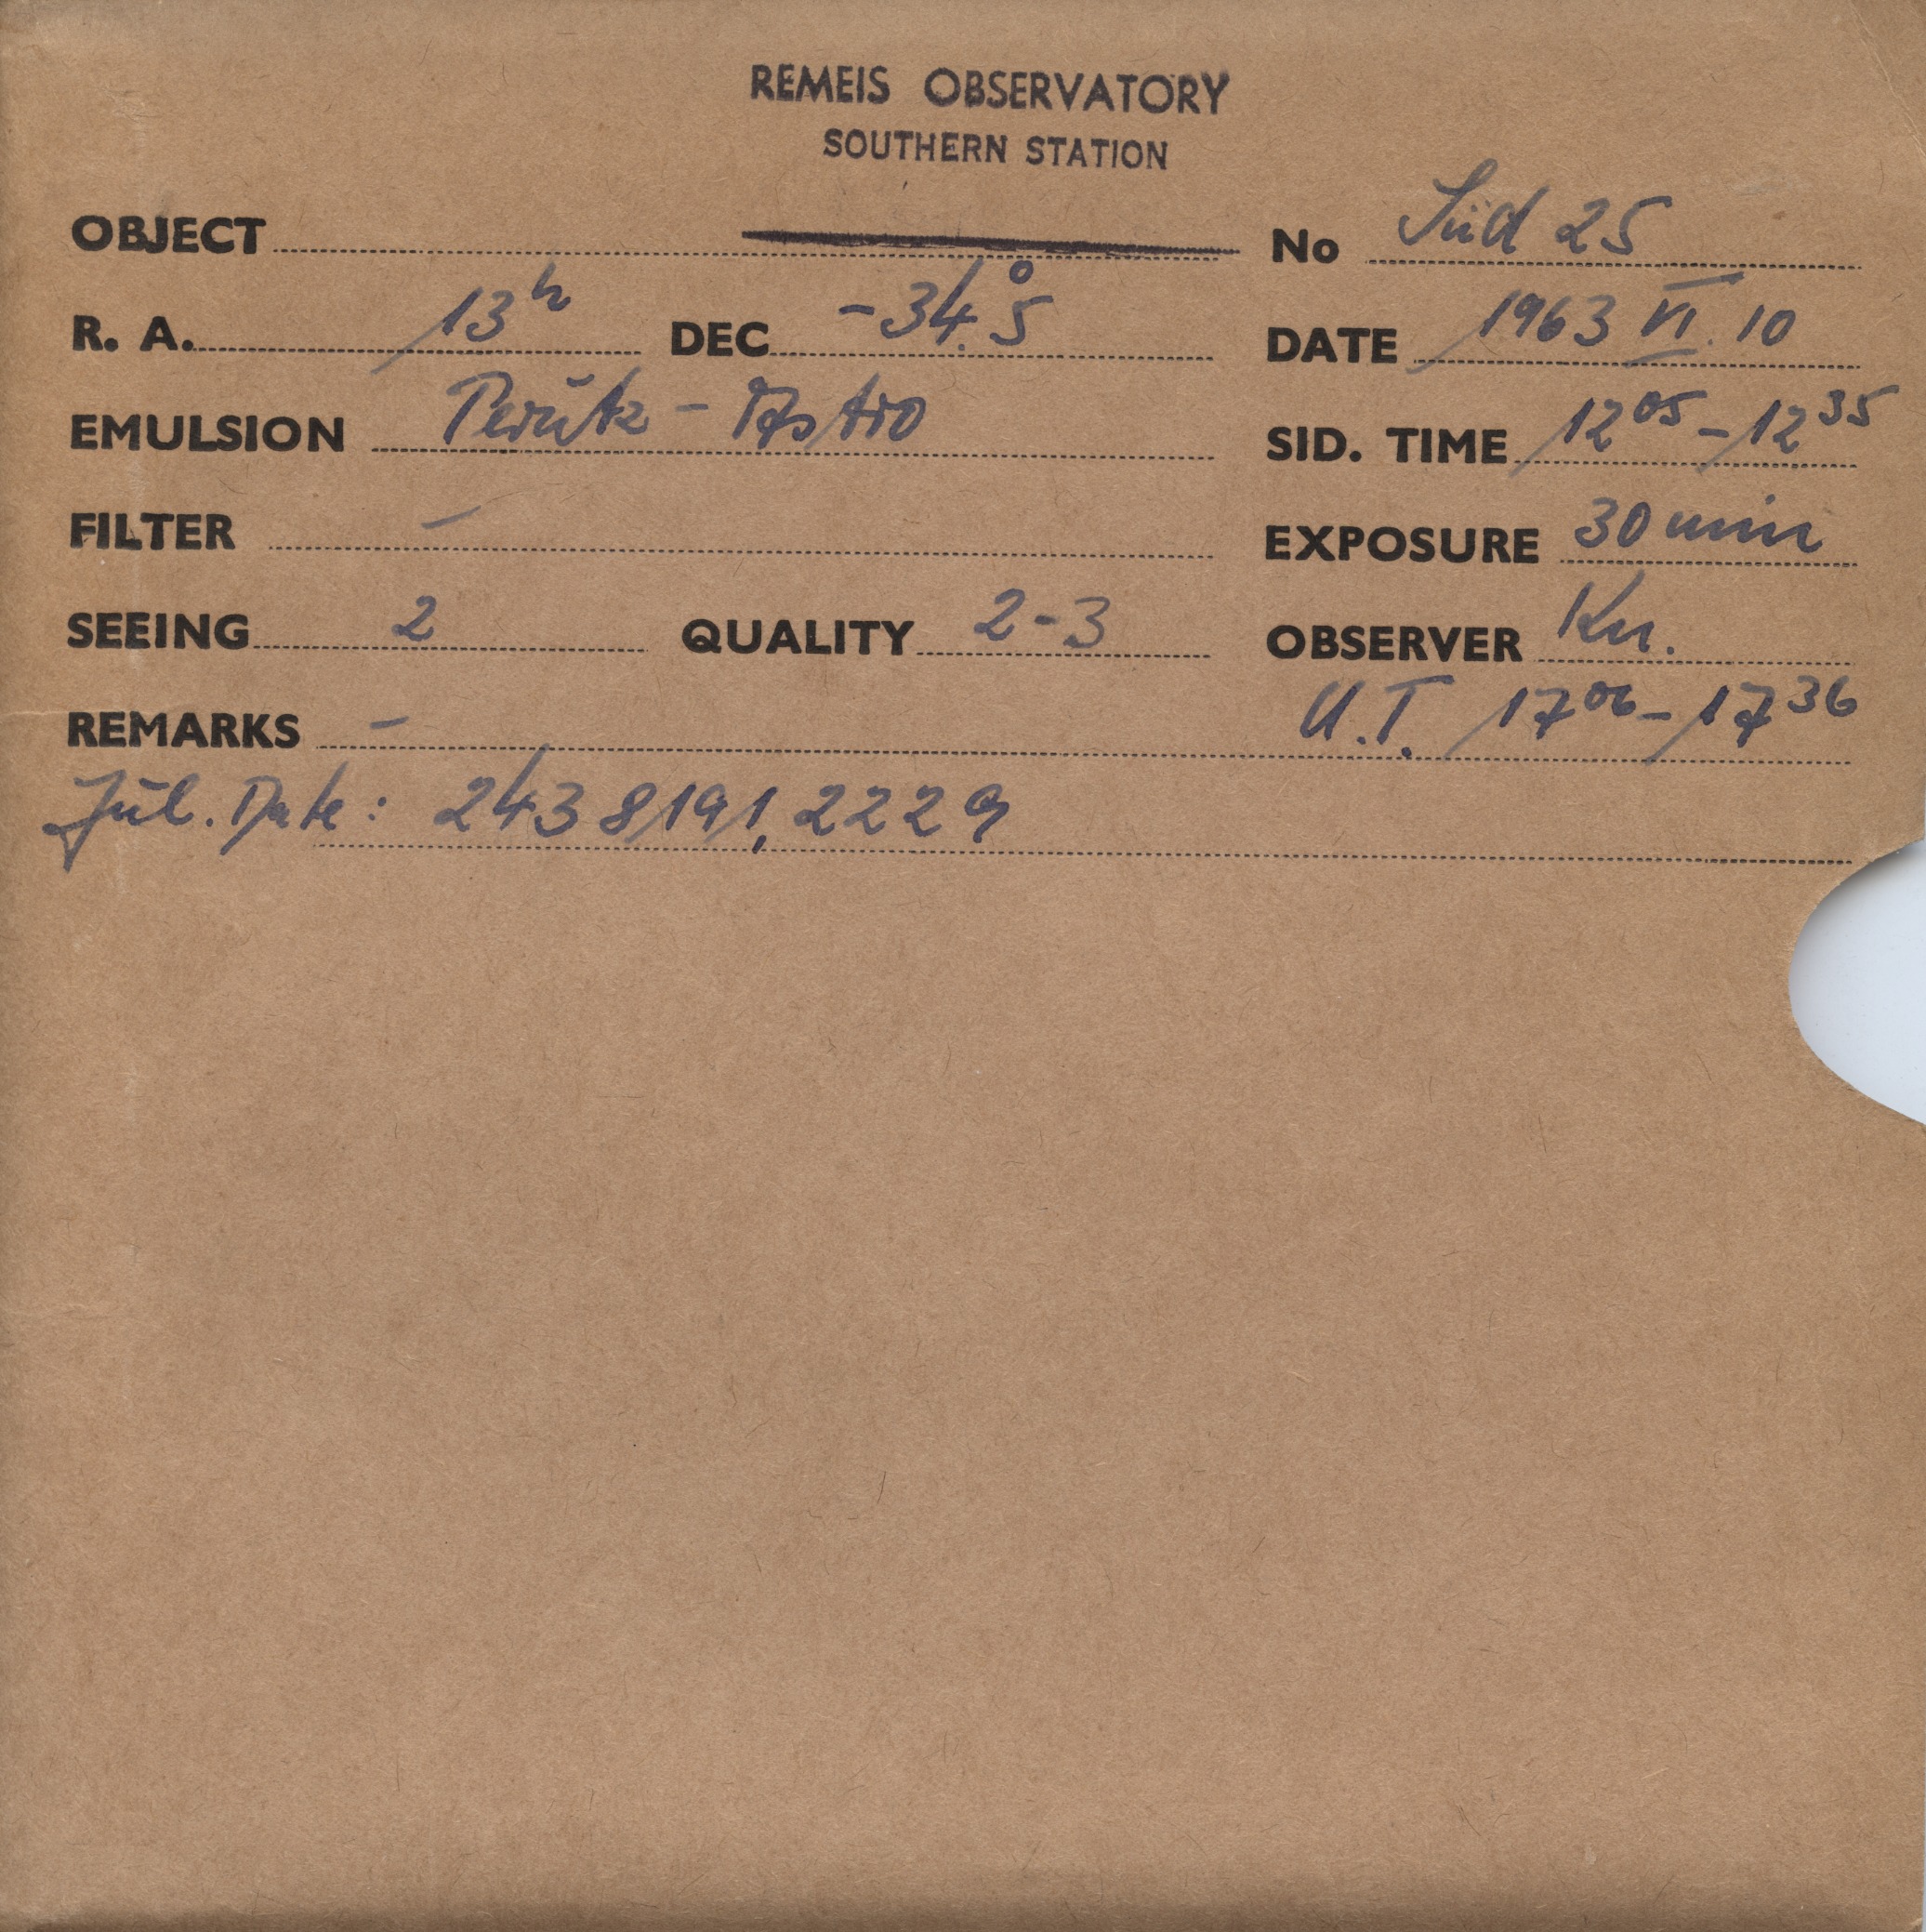 REMEIS OBSERVATORY
SOUTHERN STATION
OBJECT No Süd 25
R. A. 13h DEC -34.°5 DATE 1963 VI. 10
EMULSION Perutz - Astro SID. TIME 12 05 - 12 35
FILTER - EXPOSURE 30 min
SEEING 2 QUALITY 2-3 OBSERVER Kn.
REMARKS - U.T. 17 06 - 17 36
Jul. Date: 2438191,2229